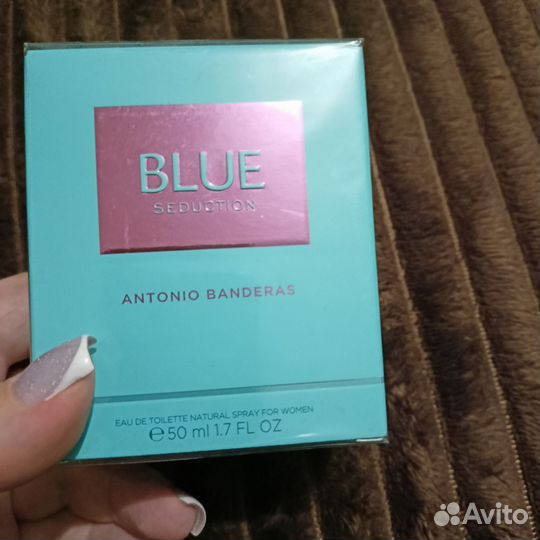 BLUE
SEDUCTION
ANTONIO BANDERAS
EAU DE TOILETTE NATURAL SPRAY FOR WOMEN
℮50 ml 1.7 FL OZ
Avito